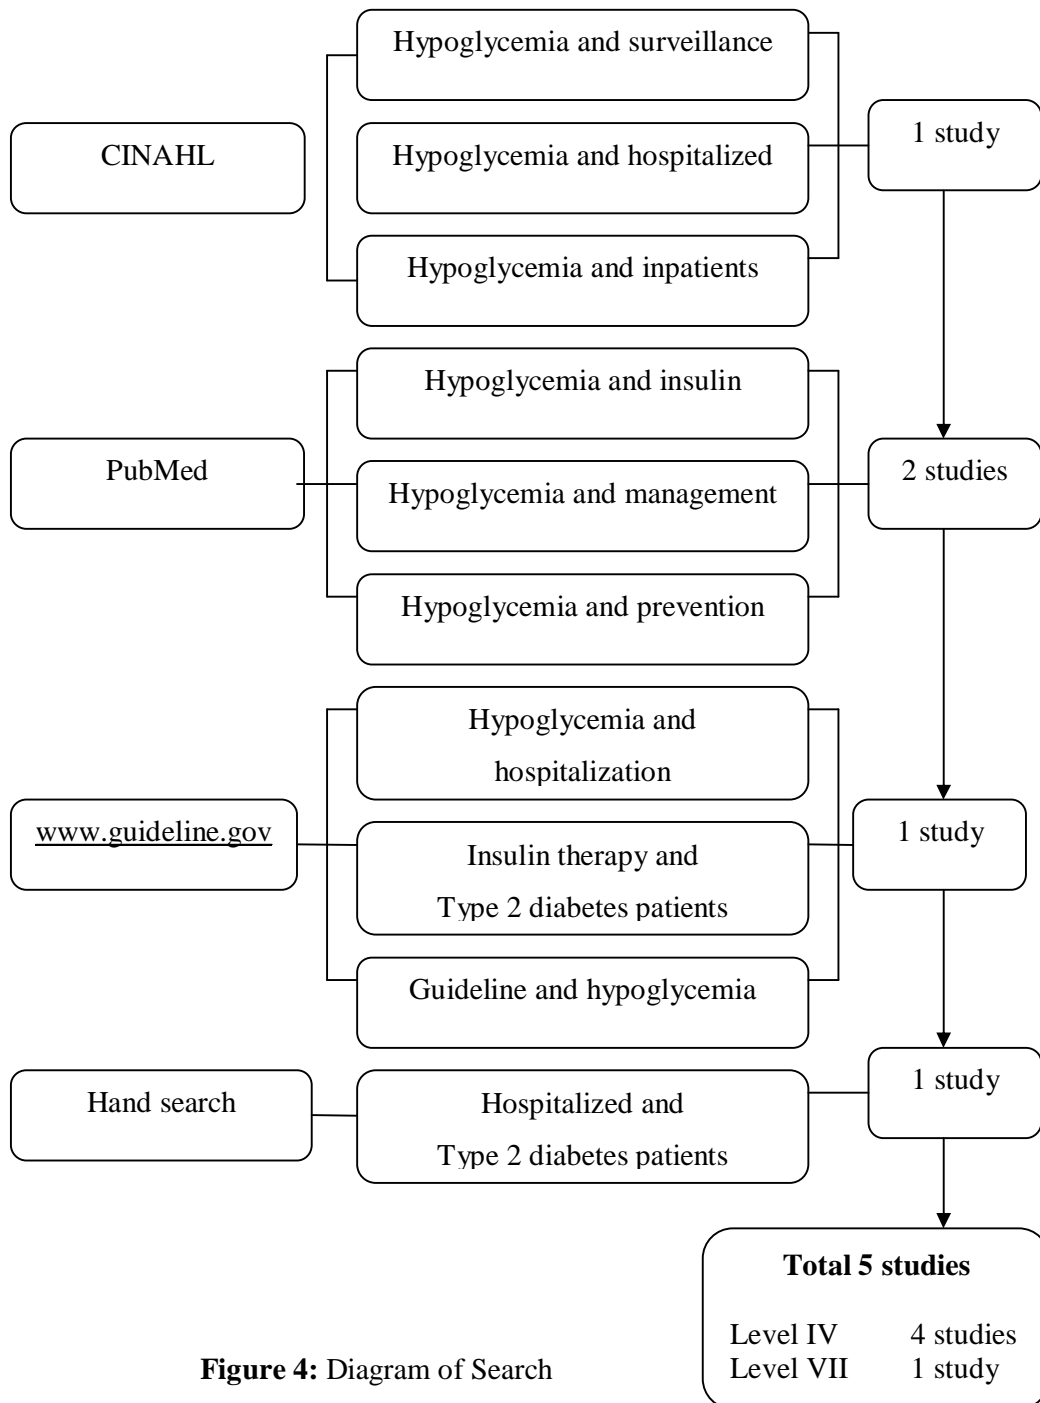 Hypoglycemia and surveillance
CINAHL
Hypoglycemia and hospitalized
1 study
Hypoglycemia and inpatients
Hypoglycemia and insulin
PubMed
Hypoglycemia and management
2 studies
Hypoglycemia and prevention
Hypoglycemia and
hospitalization
www.guideline.gov
Insulin therapy and
Type 2 diabetes patients
1 study
Guideline and hypoglycemia
Hand search
Hospitalized and
Type 2 diabetes patients
1 study
Total 5 studies
Level IV 4 studies
Level VII 1 study
Figure 4: Diagram of Search